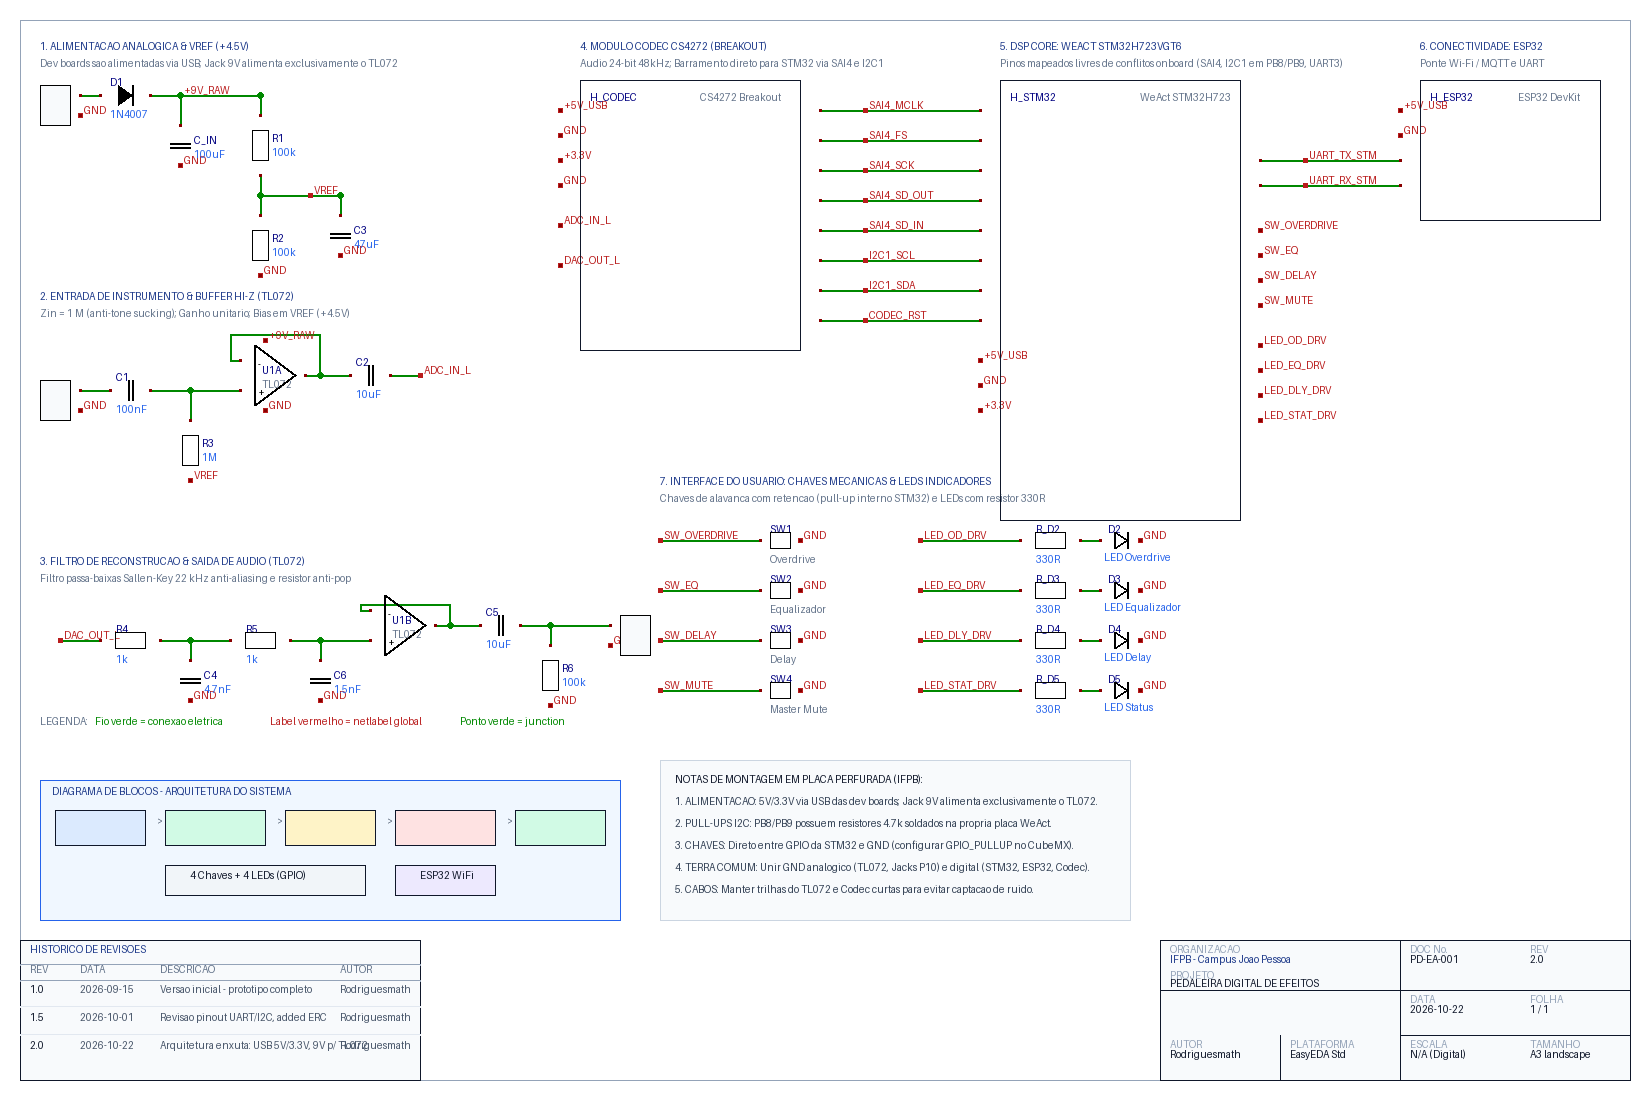 1. ALIMENTACAO ANALOGICA & VREF (+4.5V)
Dev boards sao alimentadas via USB; Jack 9V alimenta exclusivamente o TL072
D1
1N4007
GND
+9V_RAW
C_IN
100uF
GND
R1
100k
VREF
R2
100k
GND
C3
47uF
GND
2. ENTRADA DE INSTRUMENTO & BUFFER HI-Z (TL072)
Zin = 1 M (anti-tone sucking); Ganho unitario; Bias em VREF (+4.5V)
+9V_RAW
-
U1A
TL072
+
GND
C1
100nF
GND
R3
1M
VREF
C2
10uF
ADC_IN_L
3. FILTRO DE RECONSTRUCAO & SAIDA DE AUDIO (TL072)
Filtro passa-baixas Sallen-Key 22 kHz anti-aliasing e resistor anti-pop
DAC_OUT_L
R4
1k
C4
4.7nF
GND
R5
1k
C6
1.5nF
GND
-
U1B
TL072
+
C5
10uF
R6
100k
GND
G
LEGENDA:
Fio verde = conexao eletrica
Label vermelho = netlabel global
Ponto verde = junction
4. MODULO CODEC CS4272 (BREAKOUT)
Audio 24-bit 48kHz; Barramento direto para STM32 via SAI4 e I2C1
H_CODEC
CS4272 Breakout
+5V_USB
GND
+3.3V
GND
ADC_IN_L
DAC_OUT_L
SAI4_MCLK
SAI4_FS
SAI4_SCK
SAI4_SD_OUT
SAI4_SD_IN
I2C1_SCL
I2C1_SDA
CODEC_RST
5. DSP CORE: WEACT STM32H723VGT6
Pinos mapeados livres de conflitos onboard (SAI4, I2C1 em PB8/PB9, UART3)
H_STM32
WeAct STM32H723
+5V_USB
GND
+3.3V
6. CONECTIVIDADE: ESP32
Ponte Wi-Fi / MQTT e UART
H_ESP32
ESP32 DevKit
+5V_USB
GND
UART_TX_STM
UART_RX_STM
SW_OVERDRIVE
SW_EQ
SW_DELAY
SW_MUTE
LED_OD_DRV
LED_EQ_DRV
LED_DLY_DRV
LED_STAT_DRV
7. INTERFACE DO USUARIO: CHAVES MECANICAS & LEDS INDICADORES
Chaves de alavanca com retencao (pull-up interno STM32) e LEDs com resistor 330R
SW_OVERDRIVE
SW1
GND
Overdrive
LED_OD_DRV
R_D2
330R
D2
GND
LED Overdrive
SW_EQ
SW2
GND
Equalizador
LED_EQ_DRV
R_D3
330R
D3
GND
LED Equalizador
SW_DELAY
SW3
GND
Delay
LED_DLY_DRV
R_D4
330R
D4
GND
LED Delay
SW_MUTE
SW4
GND
Master Mute
LED_STAT_DRV
R_D5
330R
D5
GND
LED Status
DIAGRAMA DE BLOCOS - ARQUITETURA DO SISTEMA
> > > >
4 Chaves + 4 LEDs (GPIO)
ESP32 WiFi
NOTAS DE MONTAGEM EM PLACA PERFURADA (IFPB):
1. ALIMENTACAO: 5V/3.3V via USB das dev boards; Jack 9V alimenta exclusivamente o TL072.
2. PULL-UPS I2C: PB8/PB9 possuem resistores 4.7k soldados na propria placa WeAct.
3. CHAVES: Direto entre GPIO da STM32 e GND (configurar GPIO_PULLUP no CubeMX).
4. TERRA COMUM: Unir GND analogico (TL072, Jacks P10) e digital (STM32, ESP32, Codec).
5. CABOS: Manter trilhas do TL072 e Codec curtas para evitar captacao de ruido.
HISTORICO DE REVISOES
REV DATA DESCRICAO AUTOR
1.0 2026-09-15 Versao inicial - prototipo completo Rodriguesmath
1.5 2026-10-01 Revisao pinout UART/I2C, added ERC Rodriguesmath
2.0 2026-10-22 Arquitetura enxuta: USB 5V/3.3V, 9V p/ TL072 Rodriguesmath
ORGANIZACAO
IFPB - Campus Joao Pessoa
PROJETO
PEDALEIRA DIGITAL DE EFEITOS
DOC No.
PD-EA-001
REV
2.0
DATA
2026-10-22
FOLHA
1 / 1
AUTOR
Rodriguesmath
PLATAFORMA
EasyEDA Std
ESCALA
N/A (Digital)
TAMANHO
A3 landscape